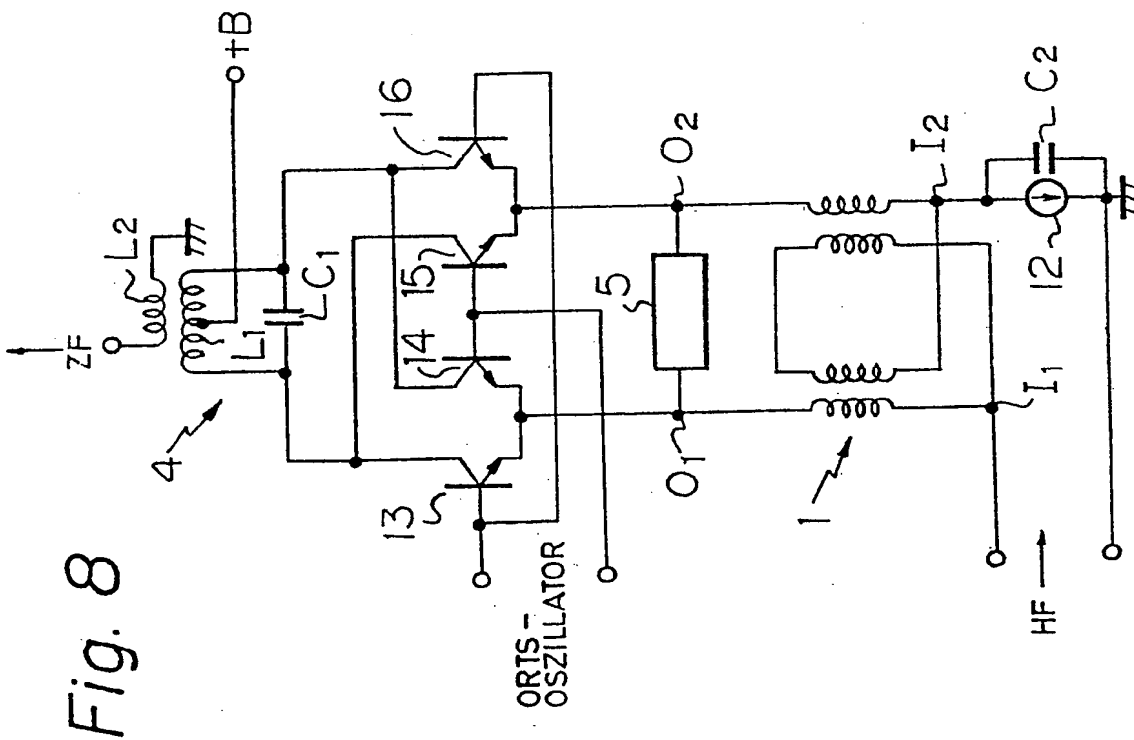 Fig. 8
ZF
L2
+B
4
L1
C1
16
13
14
15
ORTS-
OSZILLATOR
O1
5
O2
1
I2
I1
12
C2
HF